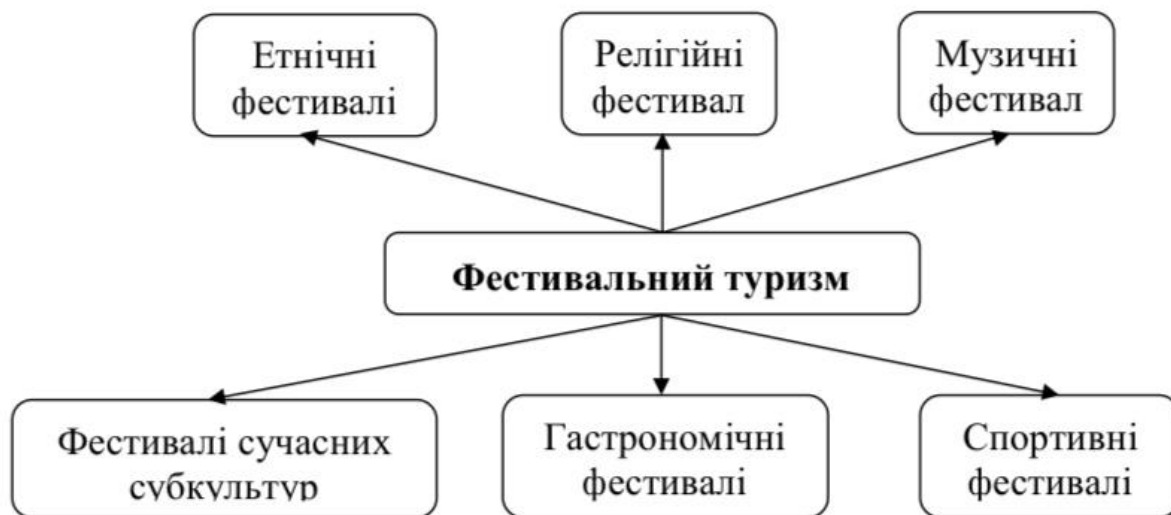 Етнічні
фестивалі
Релігійні
фестивал
Музичні
фестивал
Фестивальний туризм
Фестивалі сучасних
субкультур
Гастрономічні
фестивалі
Спортивні
фестивалі